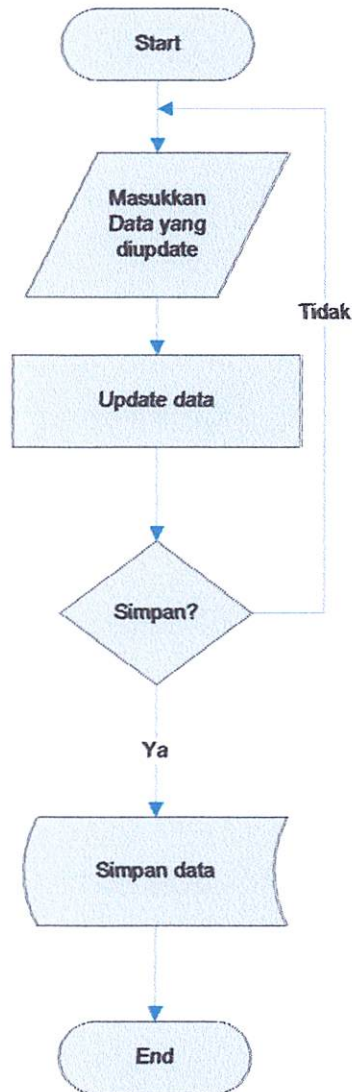 Start
Masukkan
Data yang
diupdate
Tidak
Update data
Simpan?
Ya
Simpan data
End